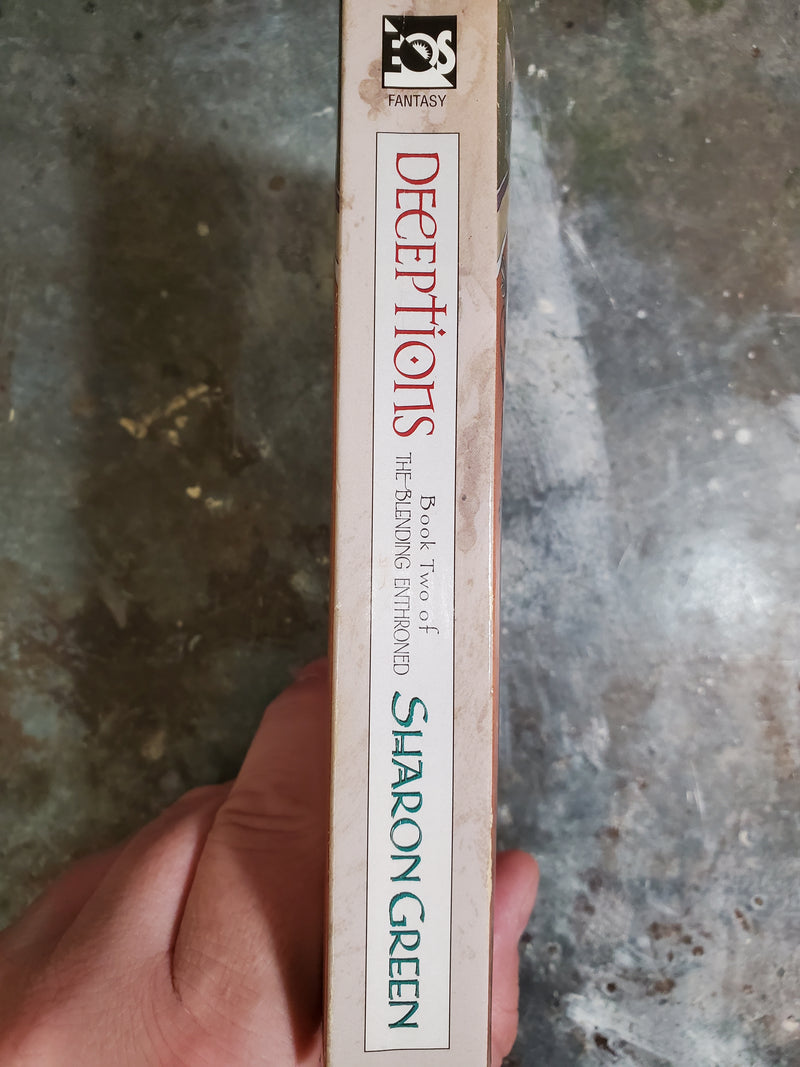 EOS
FANTASY
DECEPTIONS
Book Two of
THE BLENDING ENTHRONED
SHARON GREEN